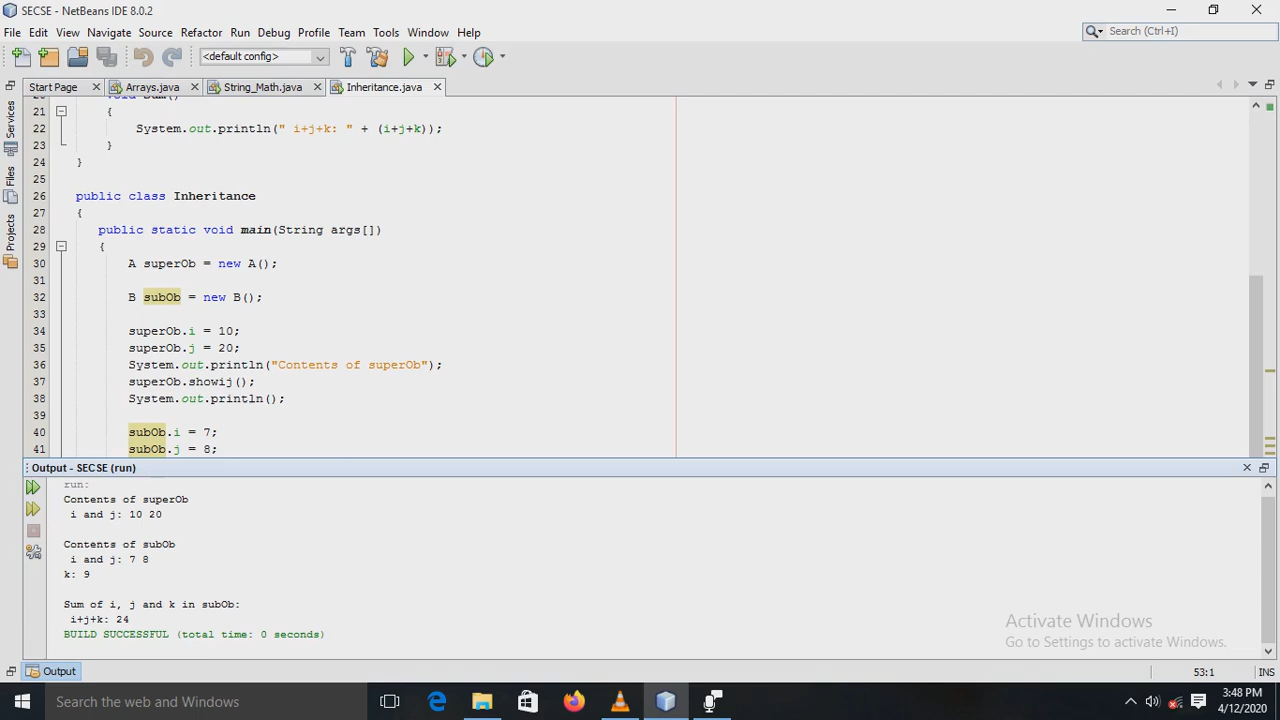 SECSE - NetBeans IDE 8.0.2
File Edit View Navigate Source Refactor Run Debug Profile Team Tools Window Help
Search (Ctrl+I)
<default config>
Start Page Arrays.java String_Math.java Inheritance.java
Services
Files
Projects
21 {
22 System.out.println(" i+j+k: " + (i+j+k));
23 }
24 }
25
26 public class Inheritance
27 {
28 public static void main(String args[])
29 {
30 A superOb = new A();
31
32 B subOb = new B();
33
34 superOb.i = 10;
35 superOb.j = 20;
36 System.out.println("Contents of superOb");
37 superOb.showij();
38 System.out.println();
39
40 subOb.i = 7;
41 subOb.j = 8;
Output - SECSE (run)
run:
Contents of superOb
i and j: 10 20
Contents of subOb
i and j: 7 8
k: 9
Sum of i, j and k in subOb:
i+j+k: 24
BUILD SUCCESSFUL (total time: 0 seconds)
Activate Windows
Go to Settings to activate Windows.
Output
53:1 INS
Search the web and Windows
3:48 PM
4/12/2020